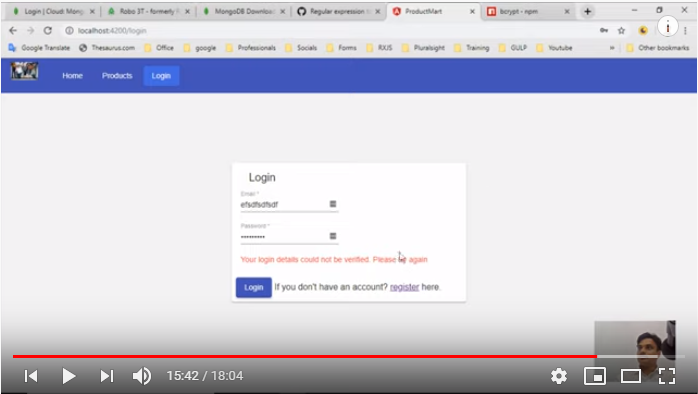 Login | Cloud: Mong
Robo 3T - formerly R
MongoDB Download
Regular expression to
ProductMart
bcrypt - npm
localhost:4200/login
Google Translate
Thesaurus.com
Office
google
Professionals
Socials
Forms
RXJS
Pluralsight
Training
GULP
Youtube
»
Other bookmarks
Home Products Login
Login
Email *
efsdfsdfsdf
Password *
•••••••••
Your login details could not be verified. Please try again
Login If you don't have an account? register here.
15:42 / 18:04